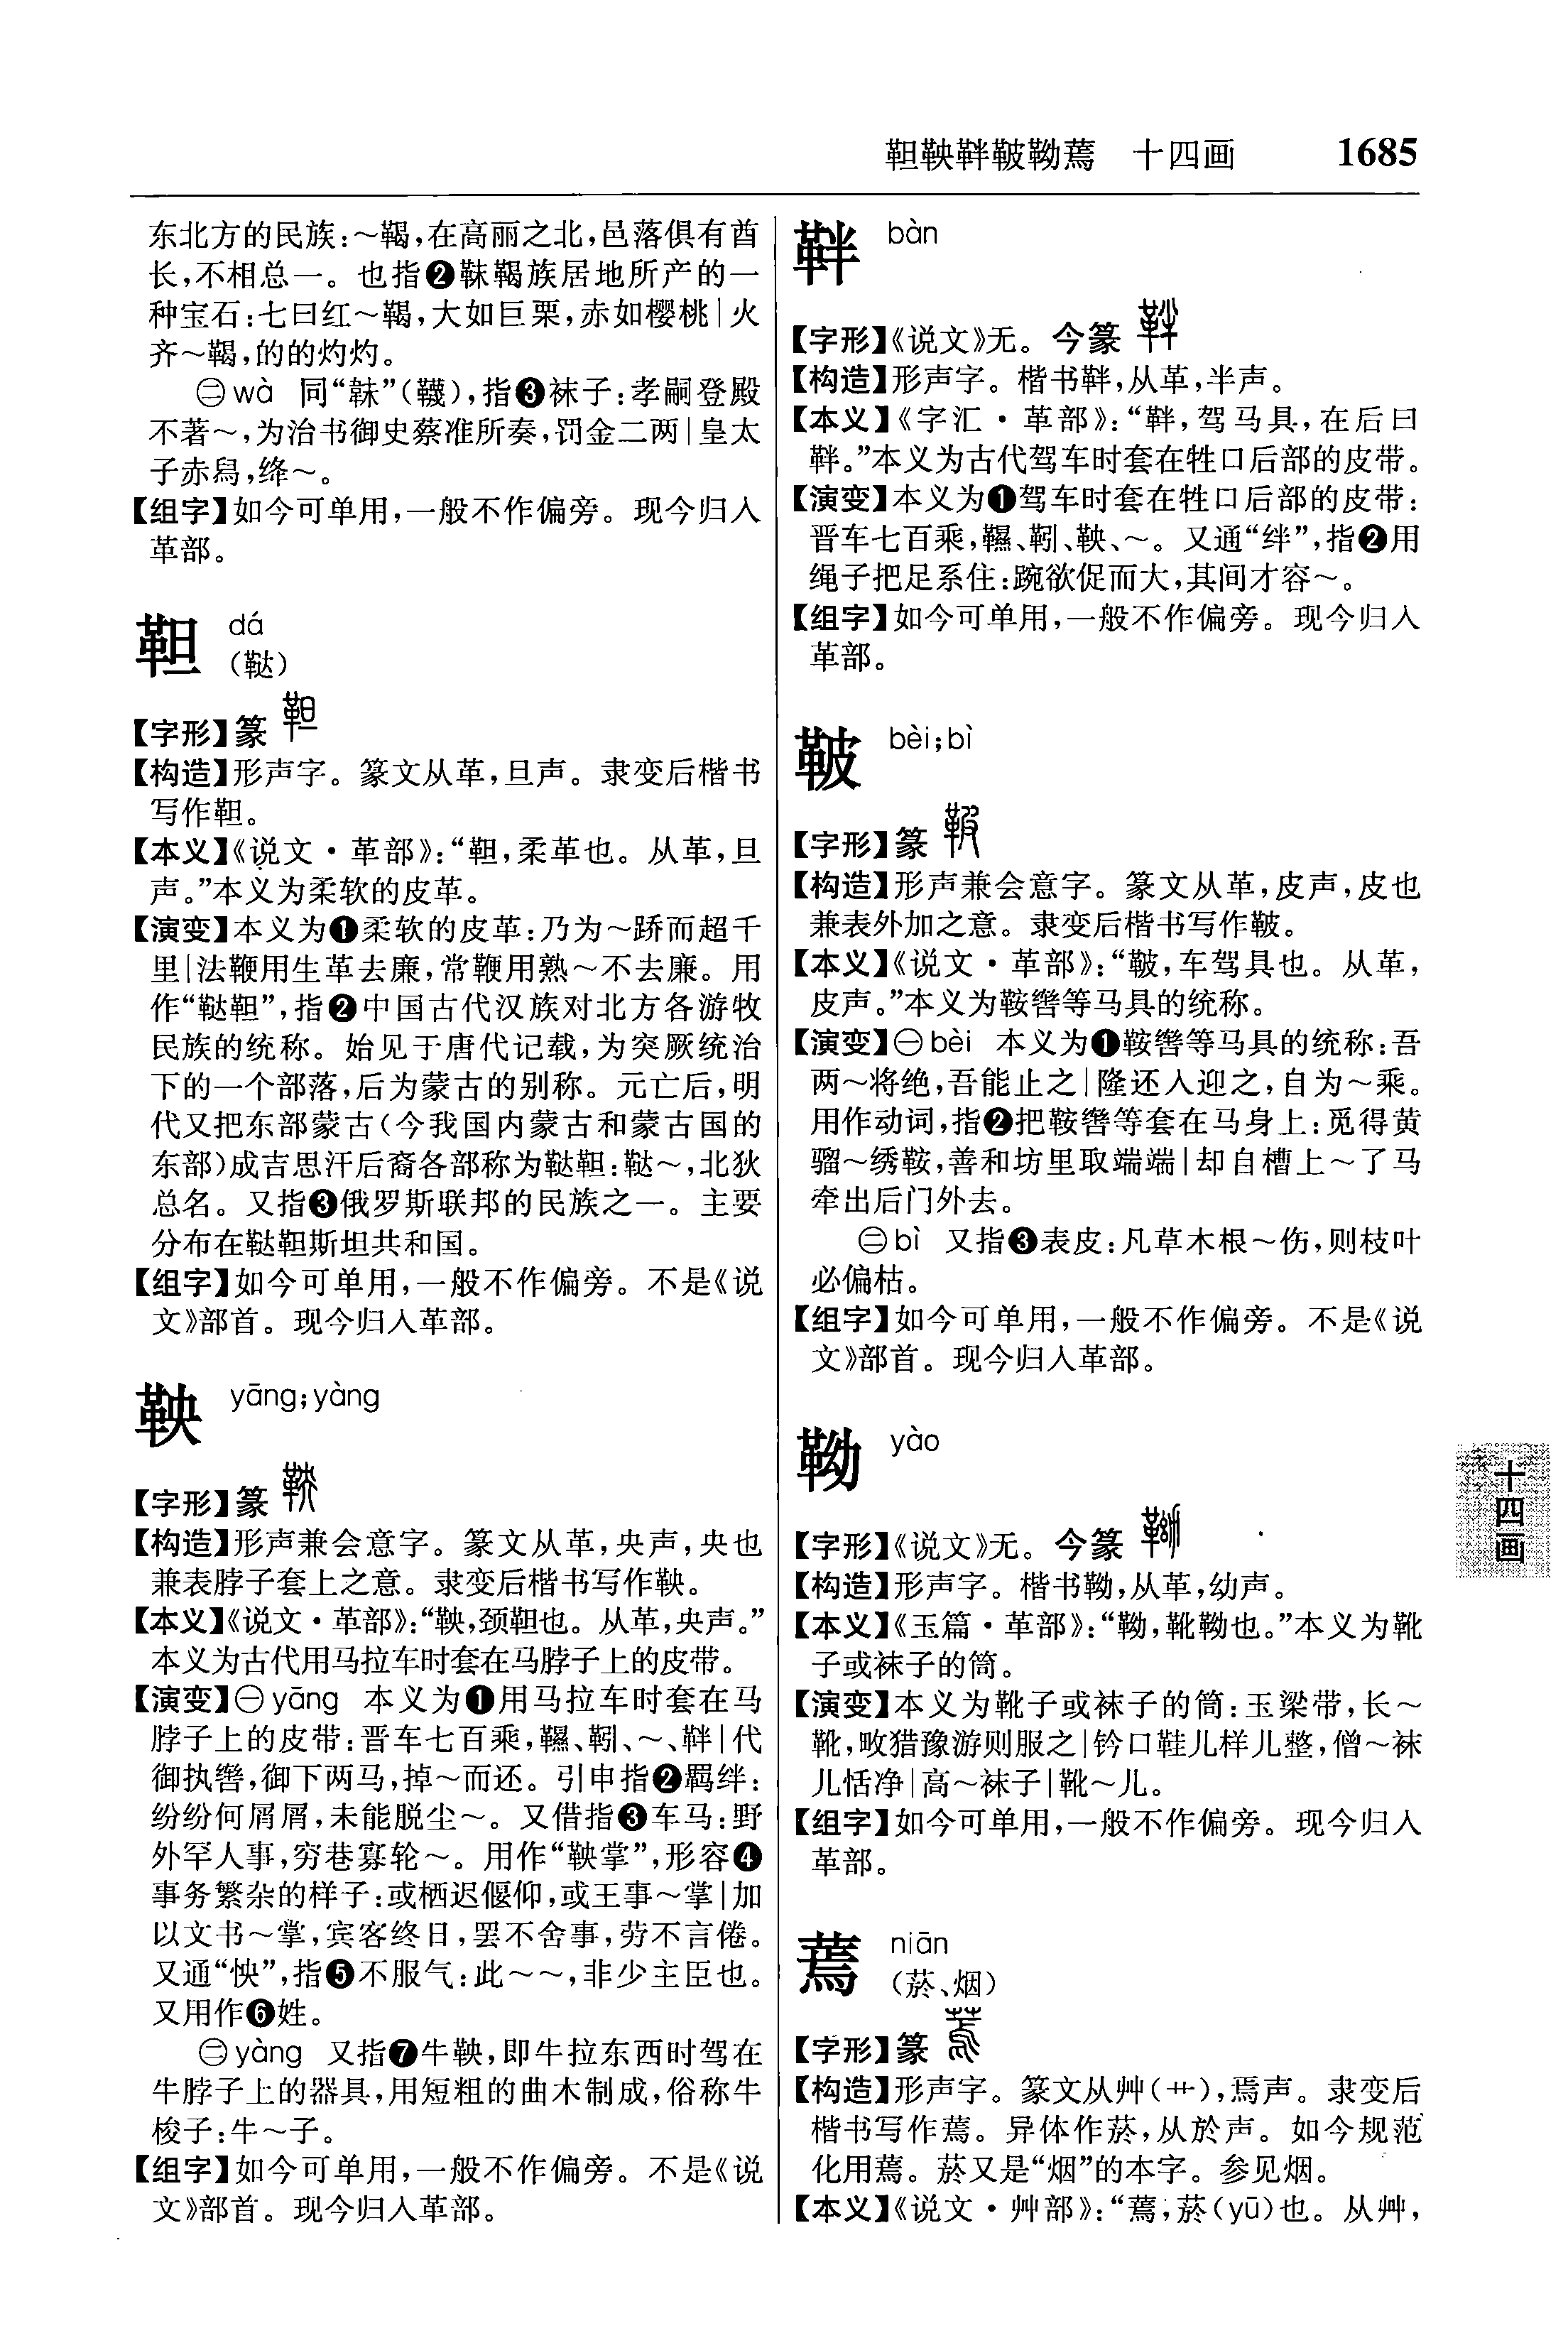 靼鞅靽鞁靿蔫 十四画 1685
东北方的民族:～鞨,在高丽之北,邑落俱有酋
长,不相总一。也指❷靺鞨族居地所产的一
种宝石:七曰红～鞨,大如巨栗,赤如樱桃|火
齐～鞨,的的灼灼。
㊁wà 同“韎”(韈),指❸袜子:孝嗣登殿
不著～,为治书御史蔡准所奏,罚金二两|皇太
子赤舄,绛～。
【组字】如今可单用,一般不作偏旁。现今归入
革部。
靼 dá
(鞑)
【字形】篆
【构造】形声字。篆文从革,旦声。隶变后楷书
写作靼。
【本义】《说文·革部》:“靼,柔革也。从革,旦
声。”本义为柔软的皮革。
【演变】本义为❶柔软的皮革:乃为～蹻而超千
里|法鞭用生革去廉,常鞭用熟～不去廉。用
作“鞑靼”,指❷中国古代汉族对北方各游牧
民族的统称。始见于唐代记载,为突厥统治
下的一个部落,后为蒙古的别称。元亡后,明
代又把东部蒙古(今我国内蒙古和蒙古国的
东部)成吉思汗后裔各部称为鞑靼:鞑～,北狄
总名。又指❸俄罗斯联邦的民族之一。主要
分布在鞑靼斯坦共和国。
【组字】如今可单用,一般不作偏旁。不是《说
文》部首。现今归入革部。
鞅 yāng;yàng
【字形】篆
【构造】形声兼会意字。篆文从革,央声,央也
兼表脖子套上之意。隶变后楷书写作鞅。
【本义】《说文·革部》:“鞅,颈靼也。从革,央声。”
本义为古代用马拉车时套在马脖子上的皮带。
【演变】㊀yāng 本义为❶用马拉车时套在马
脖子上的皮带:晋车七百乘,韅、靷、～、靽|代
御执辔,御下两马,掉～而还。引申指❷羁绊:
纷纷何屑屑,未能脱尘～。又借指❸车马:野
外罕人事,穷巷寡轮～。用作“鞅掌”,形容❹
事务繁杂的样子:或栖迟偃仰,或王事～掌|加
以文书～掌,宾客终日,罢不舍事,劳不言倦。
又通“怏”,指❺不服气:此～～,非少主臣也。
又用作❻姓。
㊁yàng 又指❼牛鞅,即牛拉东西时驾在
牛脖子上的器具,用短粗的曲木制成,俗称牛
梭子:牛～子。
【组字】如今可单用,一般不作偏旁。不是《说
文》部首。现今归入革部。
靽 bàn
【字形】《说文》无。今篆
【构造】形声字。楷书靽,从革,半声。
【本义】《字汇·革部》:“靽,驾马具,在后曰
靽。”本义为古代驾车时套在牲口后部的皮带。
【演变】本义为❶驾车时套在牲口后部的皮带:
晋车七百乘,韅、靷、鞅、～。又通“绊”,指❷用
绳子把足系住:踠欲促而大,其间才容～。
【组字】如今可单用,一般不作偏旁。现今归入
革部。
鞁 bèi;bì
【字形】篆
【构造】形声兼会意字。篆文从革,皮声,皮也
兼表外加之意。隶变后楷书写作鞁。
【本义】《说文·革部》:“鞁,车驾具也。从革,
皮声。”本义为鞍辔等马具的统称。
【演变】㊀bèi 本义为❶鞍辔等马具的统称:吾
两～将绝,吾能止之|隆还人迎之,自为～乘。
用作动词,指❷把鞍辔等套在马身上:觅得黄
骝～绣鞍,善和坊里取端端|却自槽上～了马
牵出后门外去。
㊁bì 又指❸表皮:凡草木根～伤,则枝叶
必偏枯。
【组字】如今可单用,一般不作偏旁。不是《说
文》部首。现今归入革部。
靿 yào
【字形】《说文》无。今篆
【构造】形声字。楷书靿,从革,幼声。
【本义】《玉篇·革部》:“靿,靴靿也。”本义为靴
子或袜子的筒。
【演变】本义为靴子或袜子的筒:玉梁带,长～
靴,畋猎豫游则服之|钤口鞋儿样儿整,僧～袜
儿恬净|高～袜子|靴～儿。
【组字】如今可单用,一般不作偏旁。现今归入
革部。
蔫 niān
(菸、烟)
【字形】篆
【构造】形声字。篆文从艸(艹),焉声。隶变后
楷书写作蔫。异体作菸,从於声。如今规范
化用蔫。菸又是“烟”的本字。参见烟。
【本义】《说文·艸部》:“蔫,菸(yū)也。从艸,
十四画